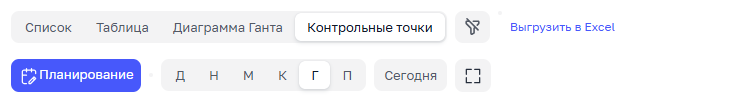 Список Таблица Диаграмма Ганта Контрольные точки Выгрузить в Excel
Планирование Д Н М К Г П Сегодня